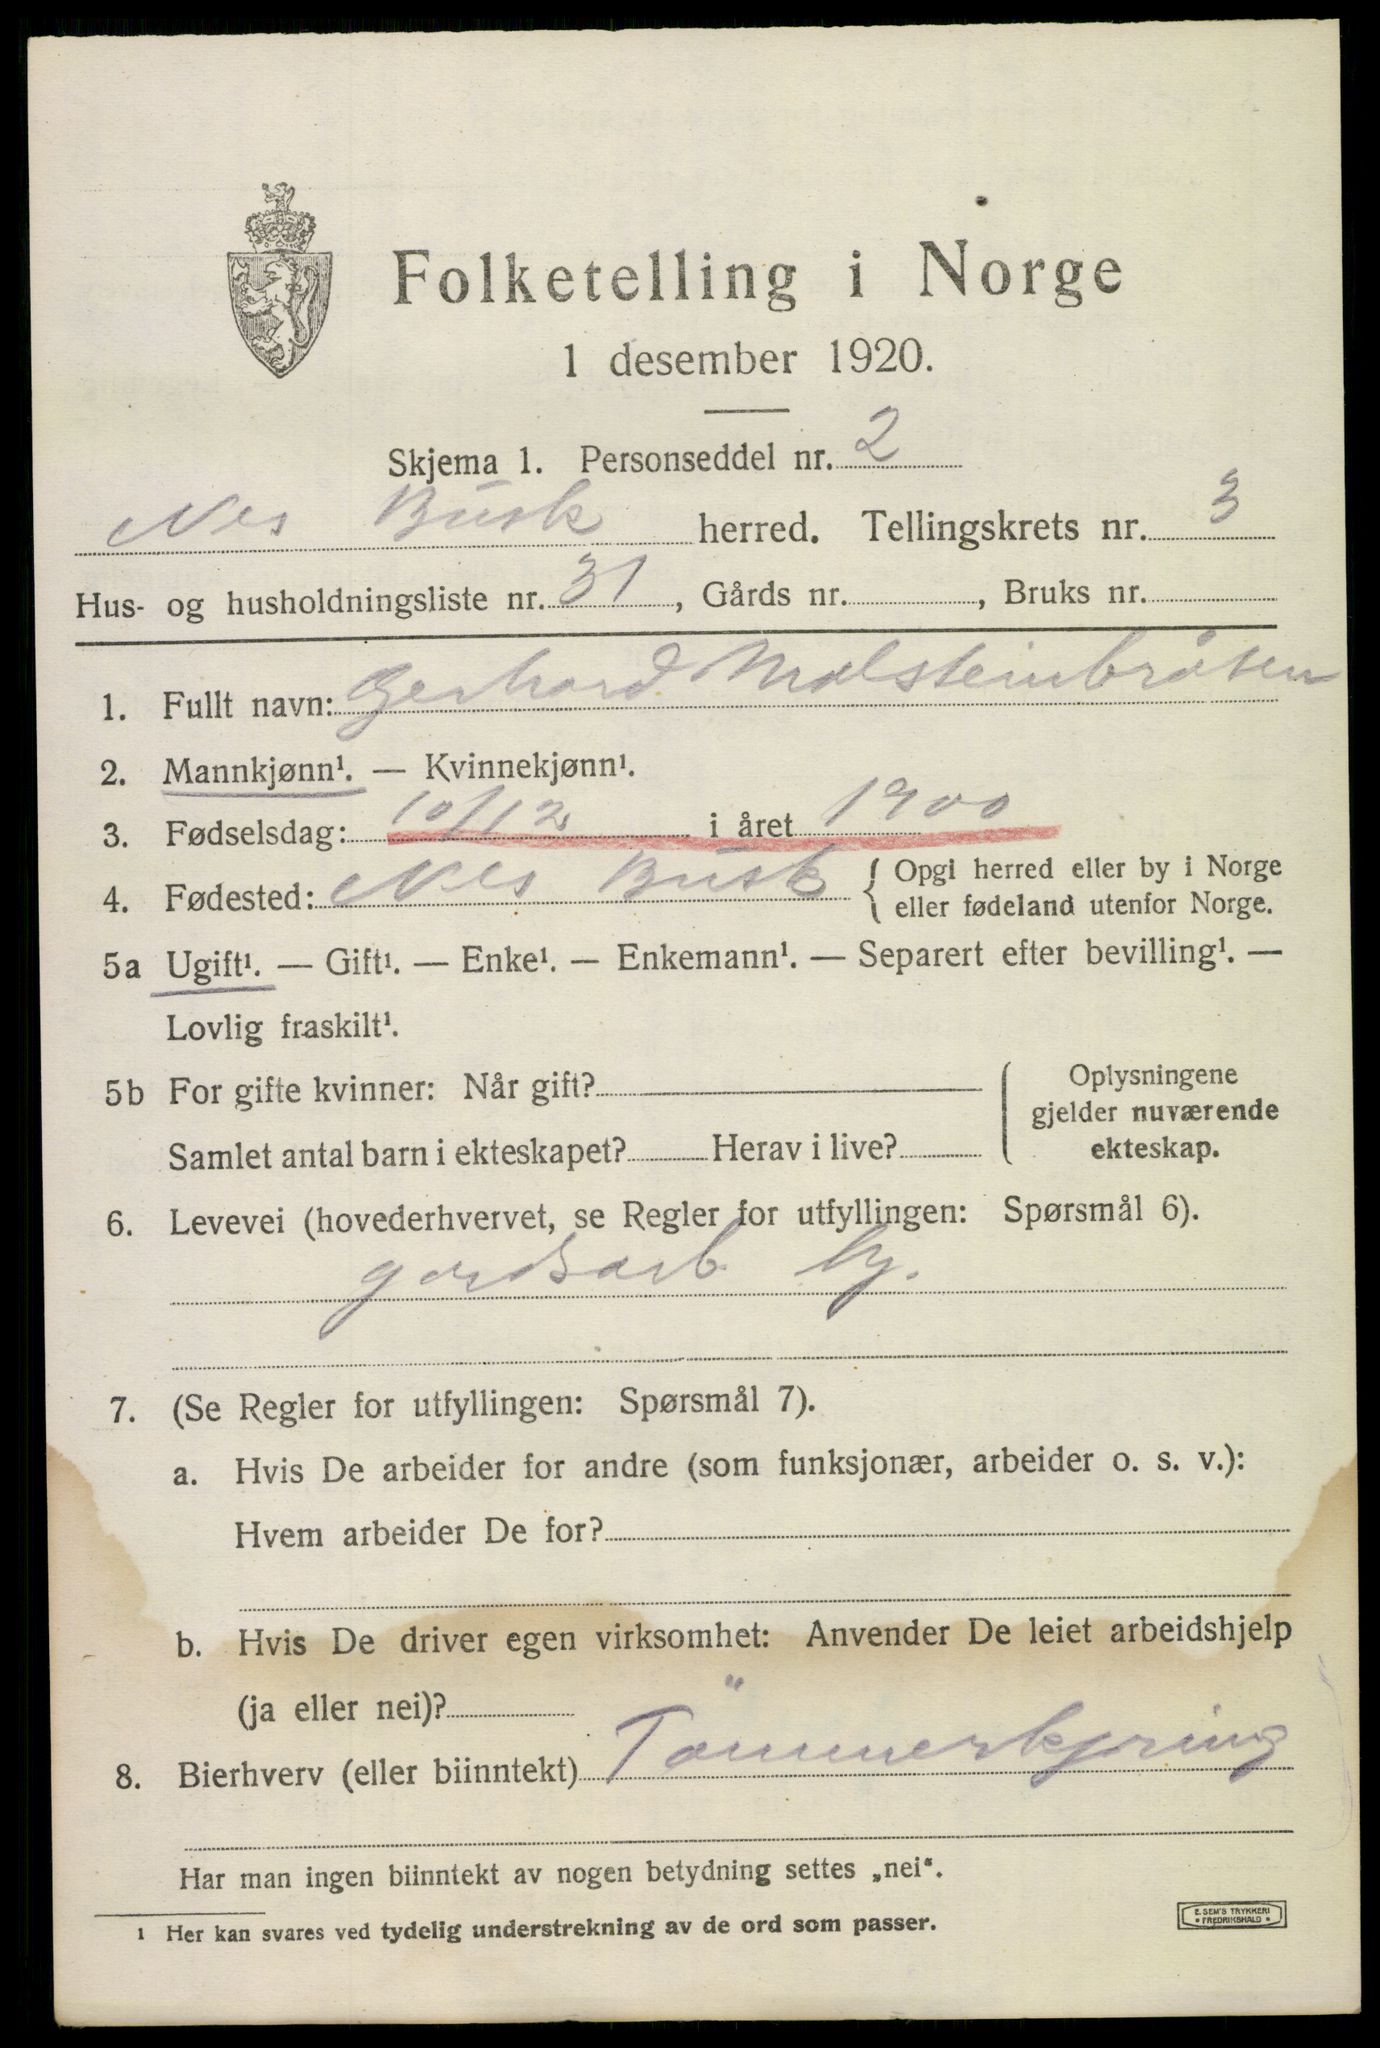 Folketelling i Norge
1 desember 1920.
Skjema 1. Personseddel nr. 2
Nes Busk herred. Tellingskrets nr. 3
Hus- og husholdningsliste nr. 31, Gårds nr. , Bruks nr.
1. Fullt navn: Gerhard
2. Mannkjønn¹. — Kvinnekjønn¹.
3. Fødselsdag: 10/12 i året 1900
4. Fødested: Nes Busk { Opgi herred eller by i Norge
eller fødeland utenfor Norge.
5a Ugift¹. — Gift¹. — Enke¹. — Enkemann¹. — Separert efter bevilling¹. —
Lovlig fraskilt¹.
5b For gifte kvinner: Når gift?
Samlet antal barn i ekteskapet? Herav i live?
Oplysningene
gjelder nuværende
ekteskap.
6. Levevei (hovederhvervet, se Regler for utfyllingen: Spørsmål 6).
gardsarb
7. (Se Regler for utfyllingen: Spørsmål 7).
a. Hvis De arbeider for andre (som funksjonær, arbeider o. s. v.):
Hvem arbeider De for?
b. Hvis De driver egen virksomhet: Anvender De leiet arbeidshjelp
(ja eller nei)? "
8. Bierhverv (eller biinntekt) Tömmerkjøring
Har man ingen biinntekt av nogen betydning settes „nei“.
1 Her kan svares ved tydelig understrekning av de ord som passer.
E. SEM'S TRYKKERI
FREDRIKSHALD